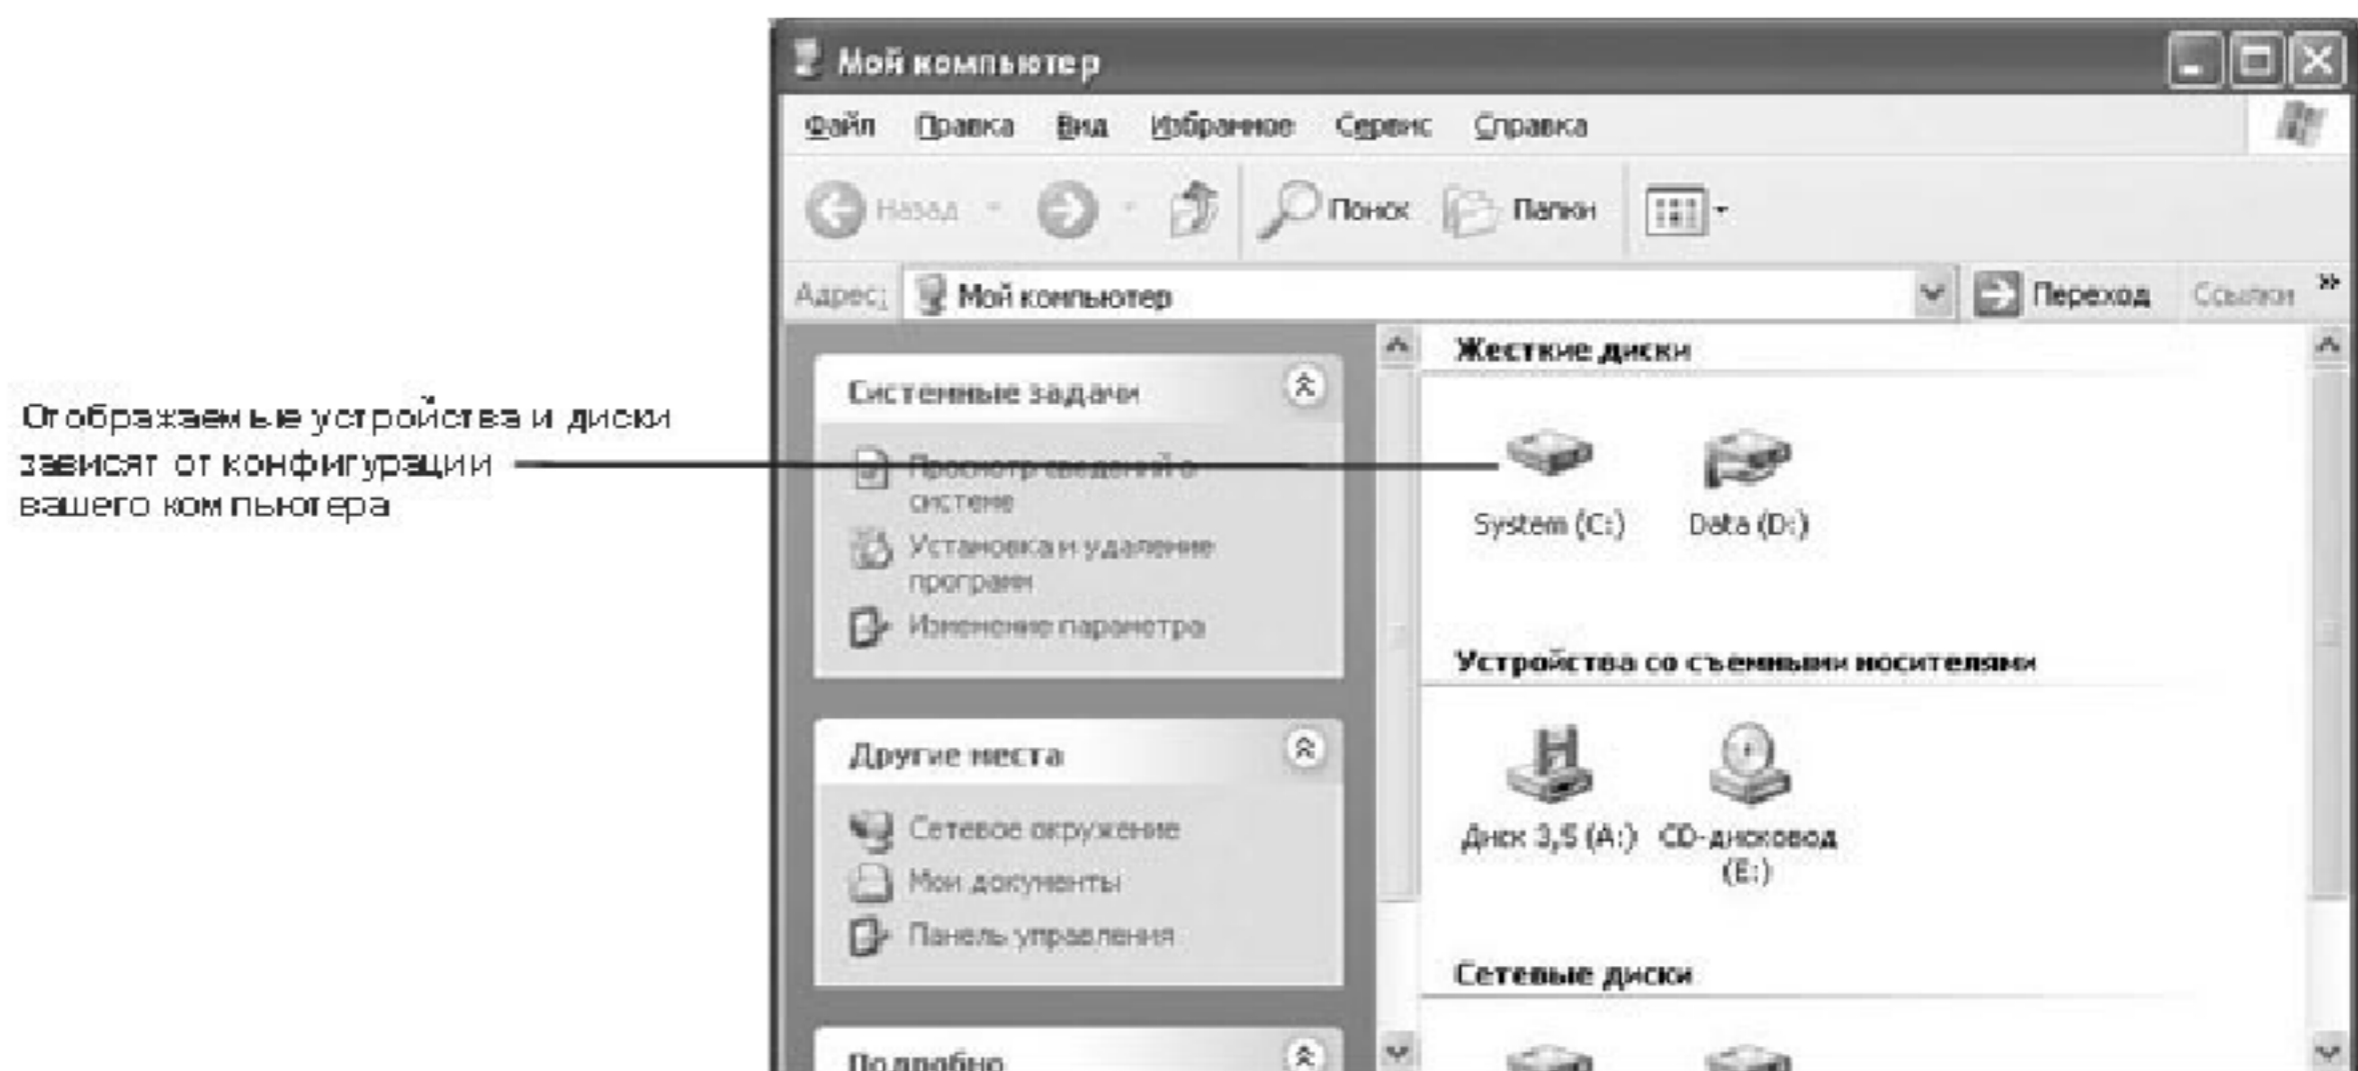 Отображаемые устройства и диски
зависят от конфигурации
вашего компьютера
Мой компьютер
Файл Правка Вид Избранное Сервис Справка
Назад Поиск Папки
Адрес: Мой компьютер Переход Ссылки »
Системные задачи
Просмотр сведений о
системе
Установка и удаление
программ
Изменение параметра
Другие места
Сетевое окружение
Мои документы
Панель управления
Подробно
Жесткие диски
System (C:) Data (D:)
Устройства со съемными носителями
Диск 3,5 (A:) CD-дисковод
(E:)
Сетевые диски